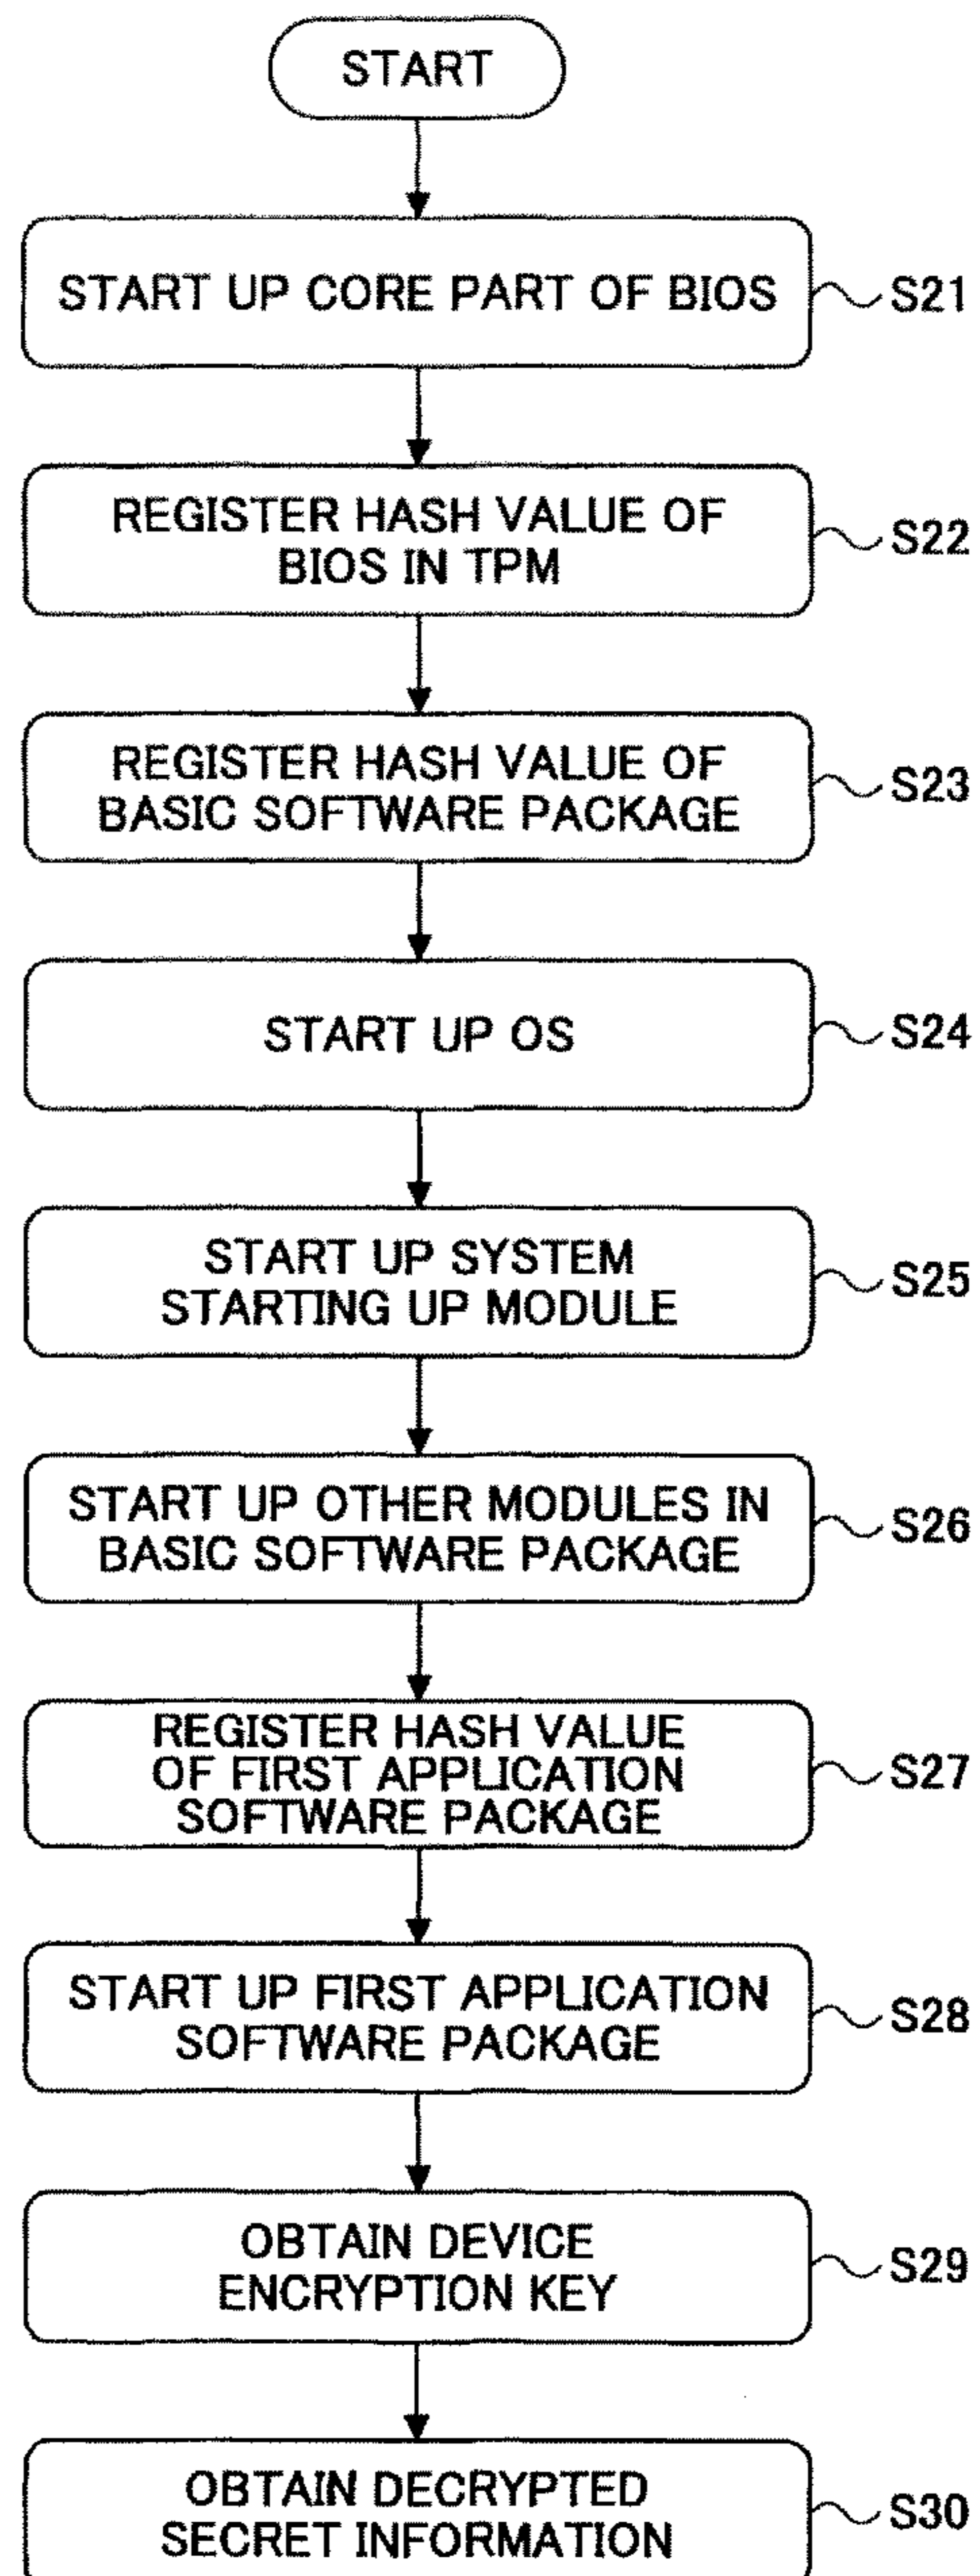 START
START UP CORE PART OF BIOS
S21
REGISTER HASH VALUE OF
BIOS IN TPM
S22
REGISTER HASH VALUE OF
BASIC SOFTWARE PACKAGE
S23
START UP OS
S24
START UP SYSTEM
STARTING UP MODULE
S25
START UP OTHER MODULES IN
BASIC SOFTWARE PACKAGE
S26
REGISTER HASH VALUE
OF FIRST APPLICATION
SOFTWARE PACKAGE
S27
START UP FIRST APPLICATION
SOFTWARE PACKAGE
S28
OBTAIN DEVICE
ENCRYPTION KEY
S29
OBTAIN DECRYPTED
SECRET INFORMATION
S30